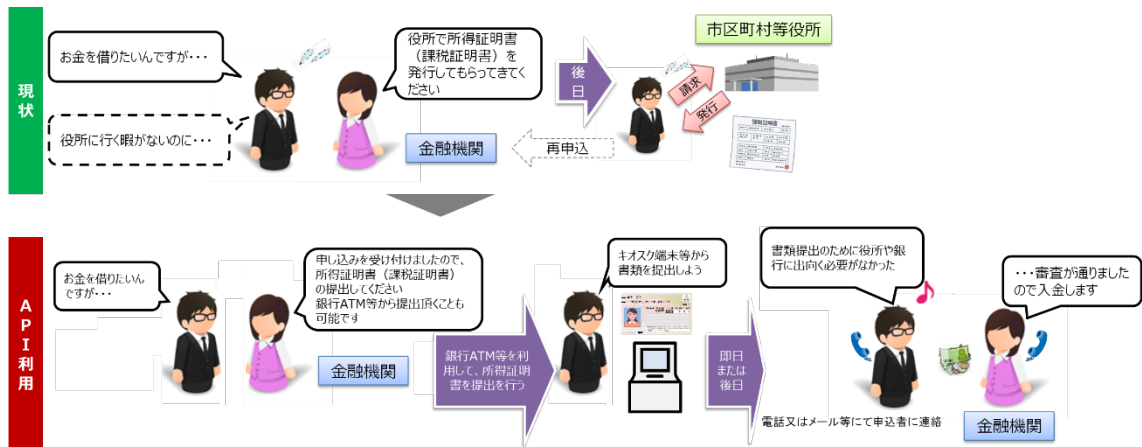 現状
お金を借りたいんですが・・・
役所に行く暇がないのに・・・
役所で所得証明書
（課税証明書）を
発行してもらってきてく
ださい
金融機関
後日
再申込
市区町村等役所
請求
発行
課税証明書
API利用
お金を借りたいん
ですが・・・
申し込みを受け付けましたので、
所得証明書（課税証明書）
の提出してください
銀行ATM等から提出頂くことも
可能です
金融機関
銀行ATM等を利
用して、所得証明
書を提出を行う
キオスク端末等から
書類を提出しよう
即日
または
後日
書類提出のために役所や銀
行に出向く必要がなかった
・・・審査が通りました
ので入金します
電話又はメール等にて申込者に連絡
金融機関